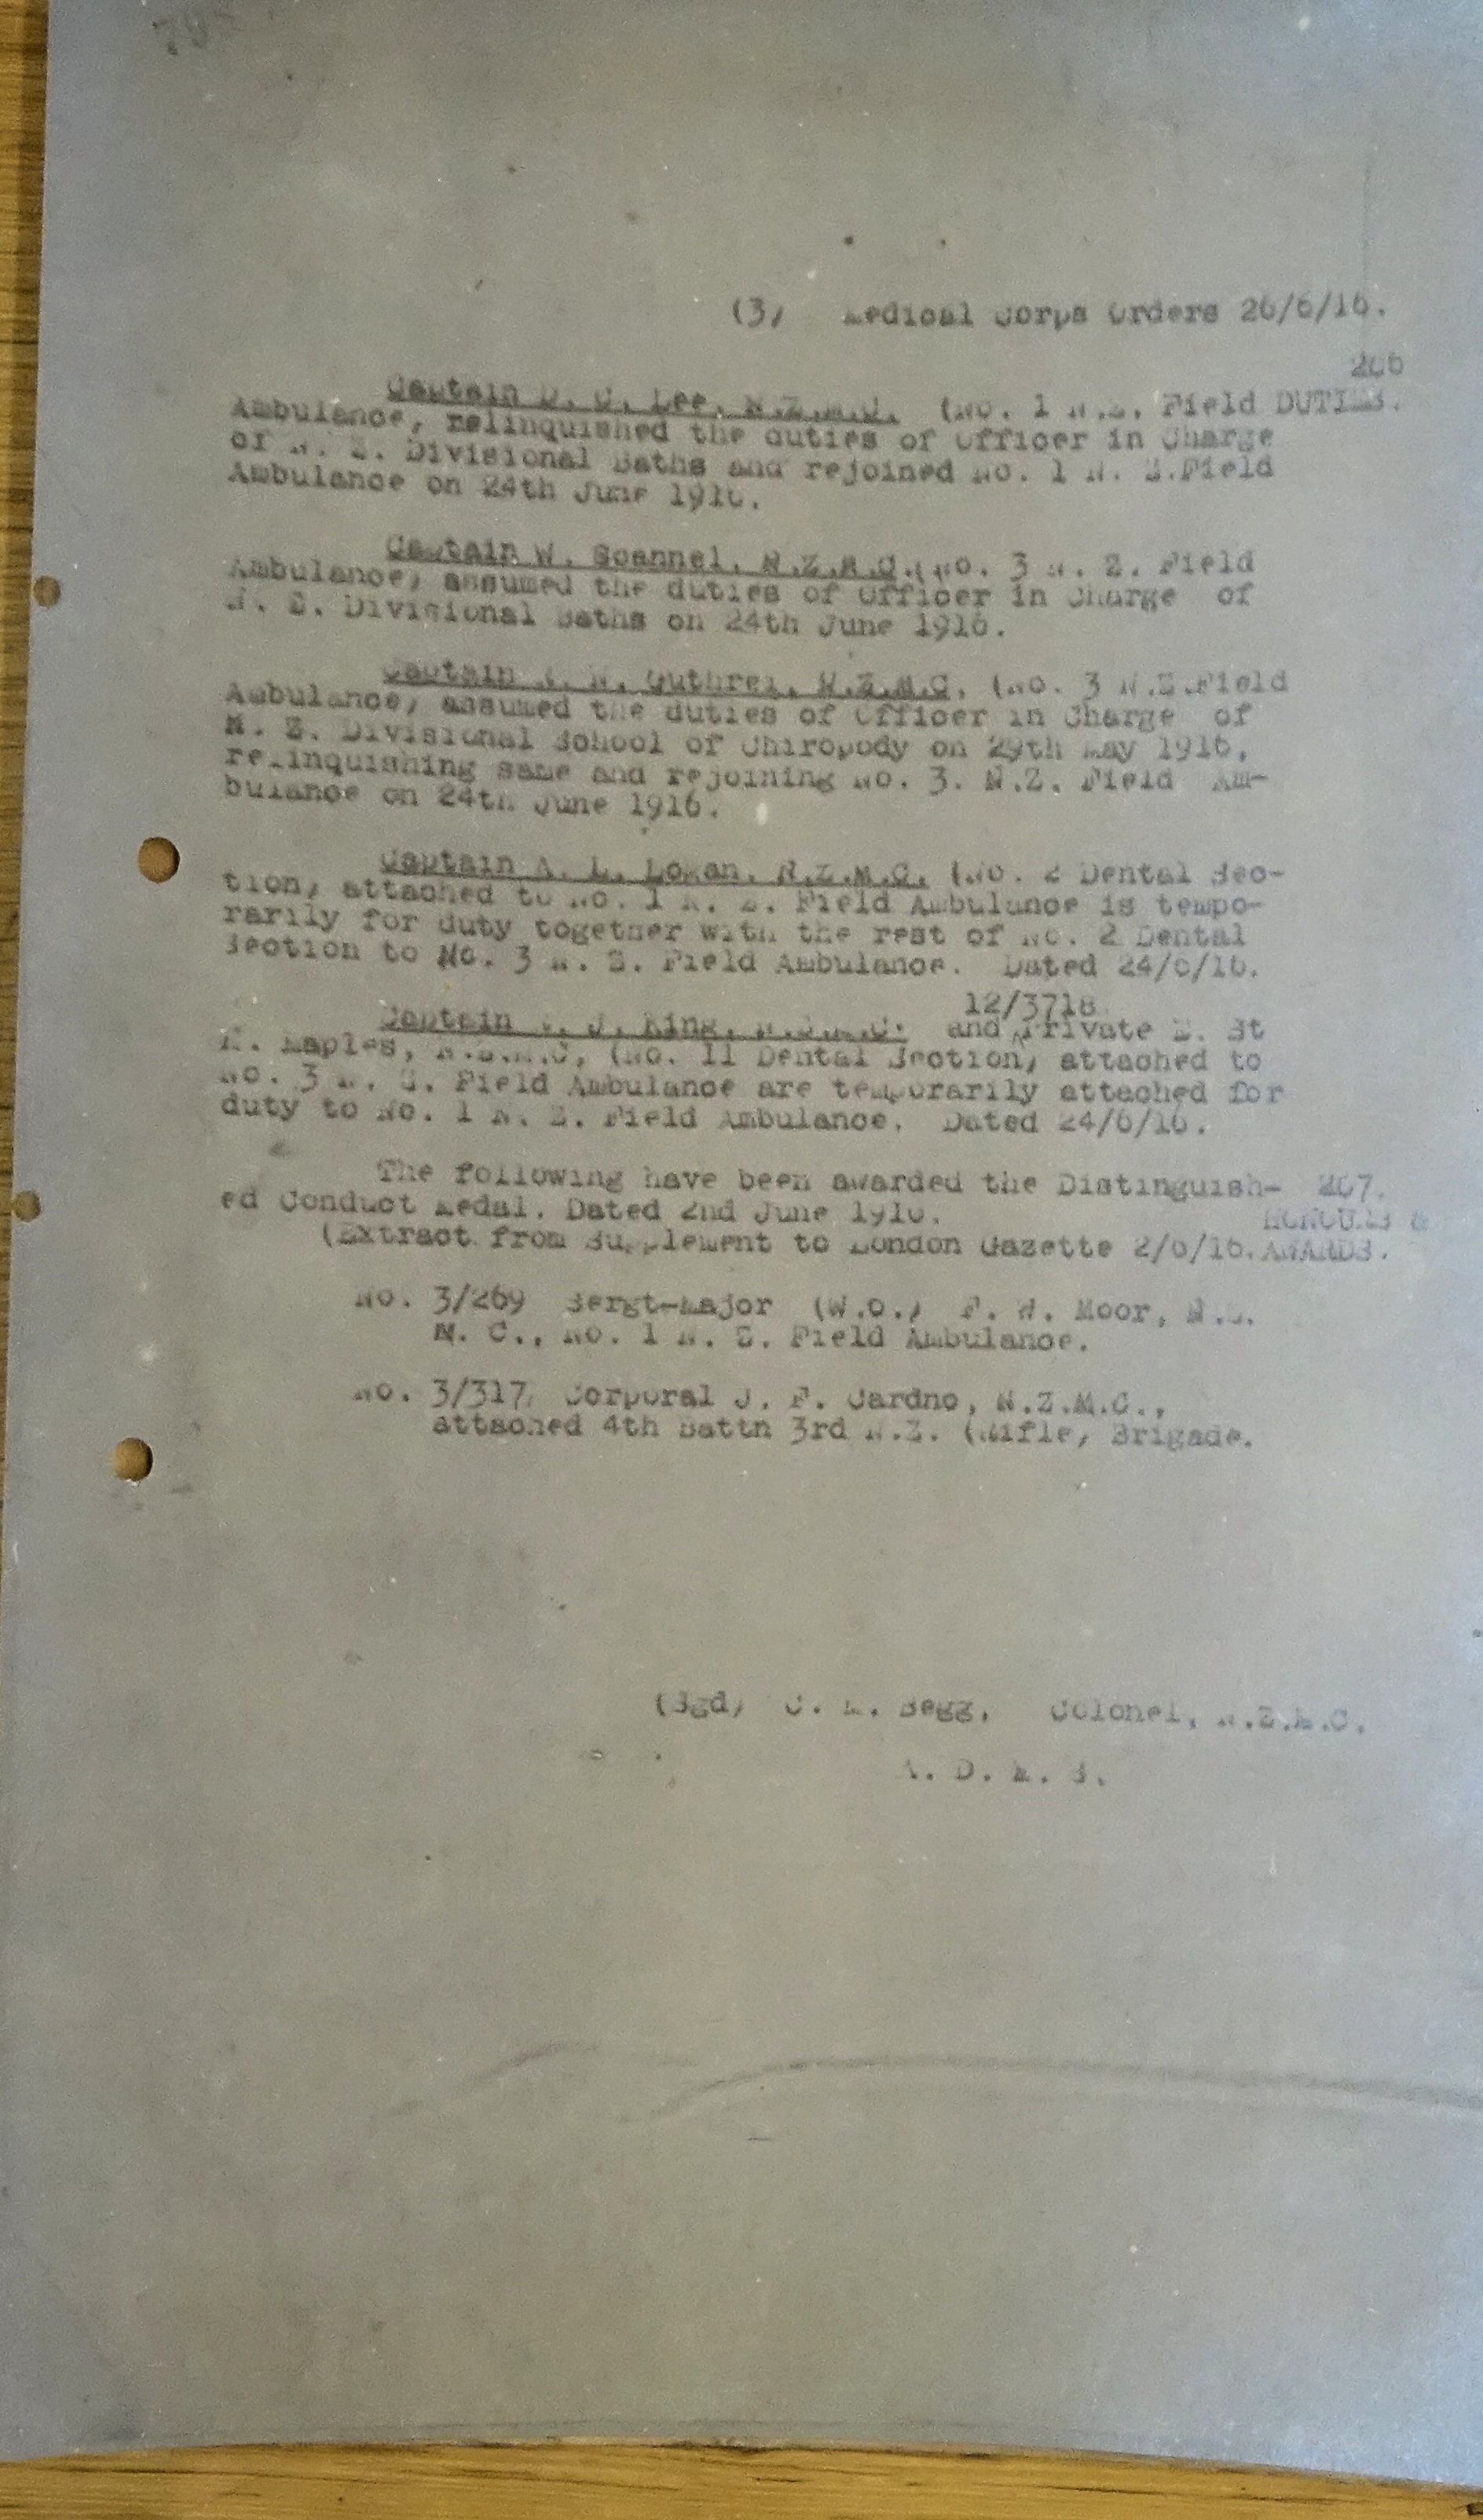 (3) Medical Corps Orders 26/6/16.
206
Captain D. C. Lee, N.Z.M.C. (No. 1 N.Z. Field DUTIES.
Ambulance) relinquished the duties of Officer in Charge
of N. Z. Divisional Baths and rejoined No. 1 N. Z.Field
Ambulance on 24th June 1916.
Captain W. Scannel, N.Z.M.C.(No. 3 N. Z. Field
Ambulance) assumed the duties of Officer in Charge of
N. Z. Divisional Baths on 24th June 1916.
Captain N. Guthrei, N.Z.M.C. (No. 3 N.Z.Field
Ambulance) assumed the duties of Officer in Charge of
N. Z. Divisional School of Chiropody on 29th May 1916,
relinquishing same and rejoining No. 3. N.Z. Field Am-
bulance on 24th June 1916.
Captain A. L. Logan, N.Z.M.C. (No. 2 Dental Sec-
tion) attached to No. 1 N. Z. Field Ambulance is tempo-
rarily for duty together with the rest of No. 2 Dental
Section to No. 3 N. Z. Field Ambulance. Dated 24/6/16.
12/3718
Captain J. King, N.Z.M.C. and Private E. St
Maples, N.Z.M.C, (No. 11 Dental Section) attached to
No. 3 N. Z. Field Ambulance are temporarily attached for
duty to No. 1 N. Z. Field Ambulance. Dated 24/6/16.
The following have been awarded the Distinguish- 207.
ed Conduct Medal. Dated 2nd June 1916. HONOURS &
(Extract from Supplement to London Gazette 2/6/16. AWARDS.
No. 3/269 Sergt-Major (W.O.) F. W. Moor, N.Z.
M. C., No. 1 N. Z. Field Ambulance.
No. 3/317 Corporal J. F. Cardno, N.Z.M.C.,
attached 4th Battn 3rd N.Z. (Rifle) Brigade.
(Sgd) C. M. Begg. Colonel, N.Z.M.C.
A. D. M. S.